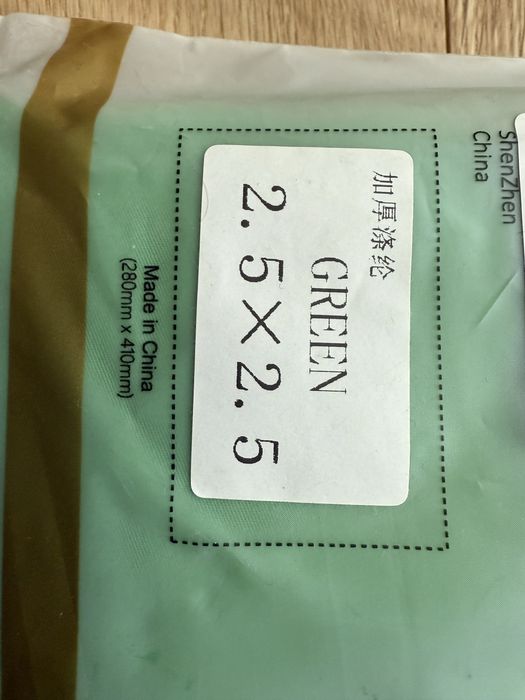 ShenZhen
China
加厚涤纶
GREEN
2.5×2.5
Made in China
(280mm x 410mm)